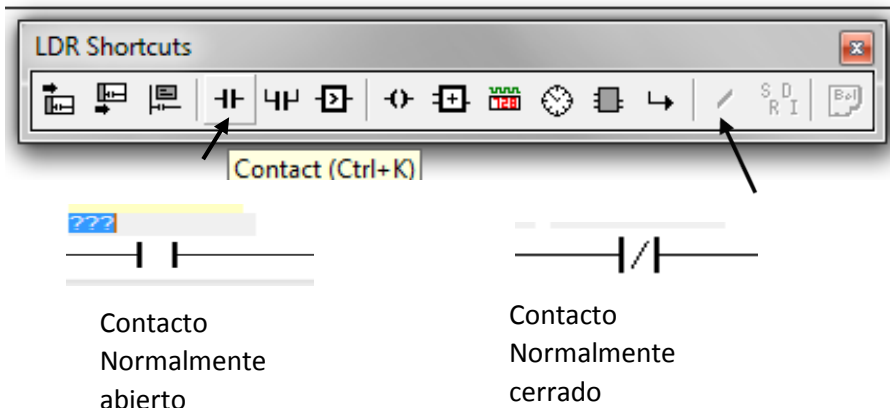 LDR Shortcuts
S D
R I
Contact (Ctrl+K)
???
Contacto
Normalmente
abierto
Contacto
Normalmente
cerrado